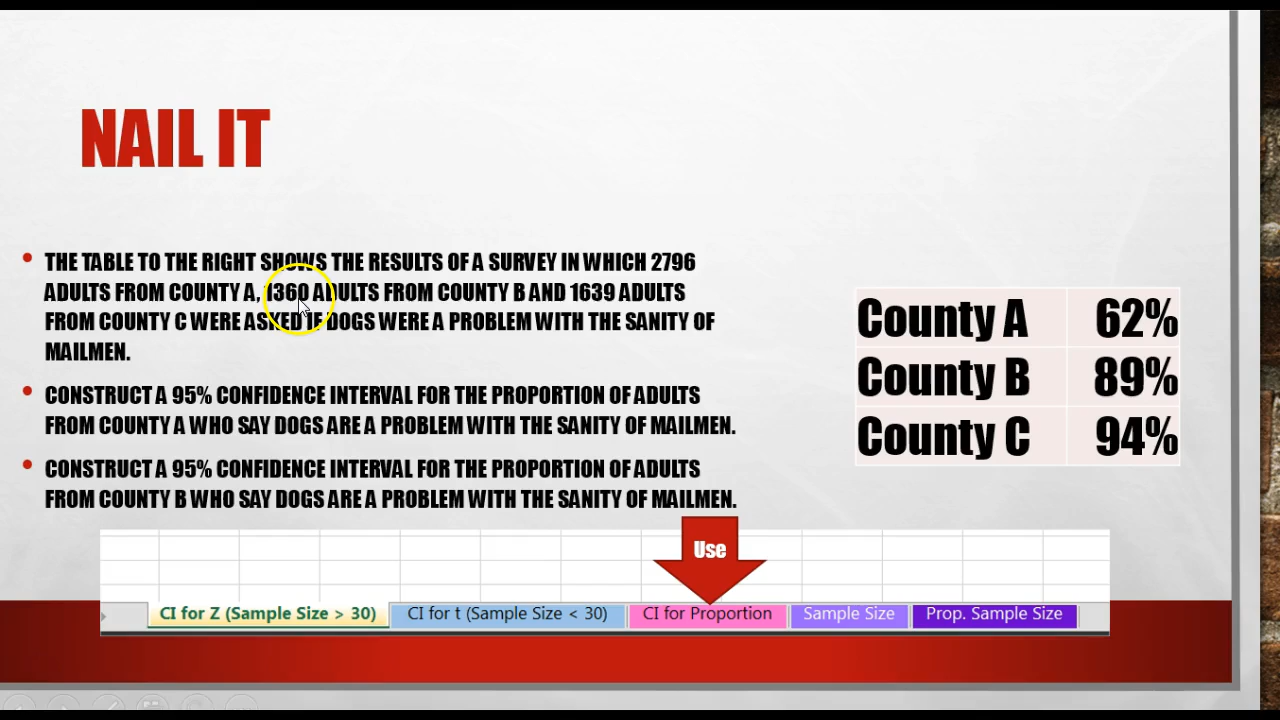 NAIL IT
THE TABLE TO THE RIGHT SHOWS THE RESULTS OF A SURVEY IN WHICH 2796
ADULTS FROM COUNTY A, 1360 ADULTS FROM COUNTY B AND 1639 ADULTS
FROM COUNTY C WERE ASKED IF DOGS WERE A PROBLEM WITH THE SANITY OF
MAILMEN.
CONSTRUCT A 95% CONFIDENCE INTERVAL FOR THE PROPORTION OF ADULTS
FROM COUNTY A WHO SAY DOGS ARE A PROBLEM WITH THE SANITY OF MAILMEN.
CONSTRUCT A 95% CONFIDENCE INTERVAL FOR THE PROPORTION OF ADULTS
FROM COUNTY B WHO SAY DOGS ARE A PROBLEM WITH THE SANITY OF MAILMEN.
County A 62%
County B 89%
County C 94%
Use
CI for Z (Sample Size > 30) CI for t (Sample Size < 30) CI for Proportion Sample Size Prop. Sample Size